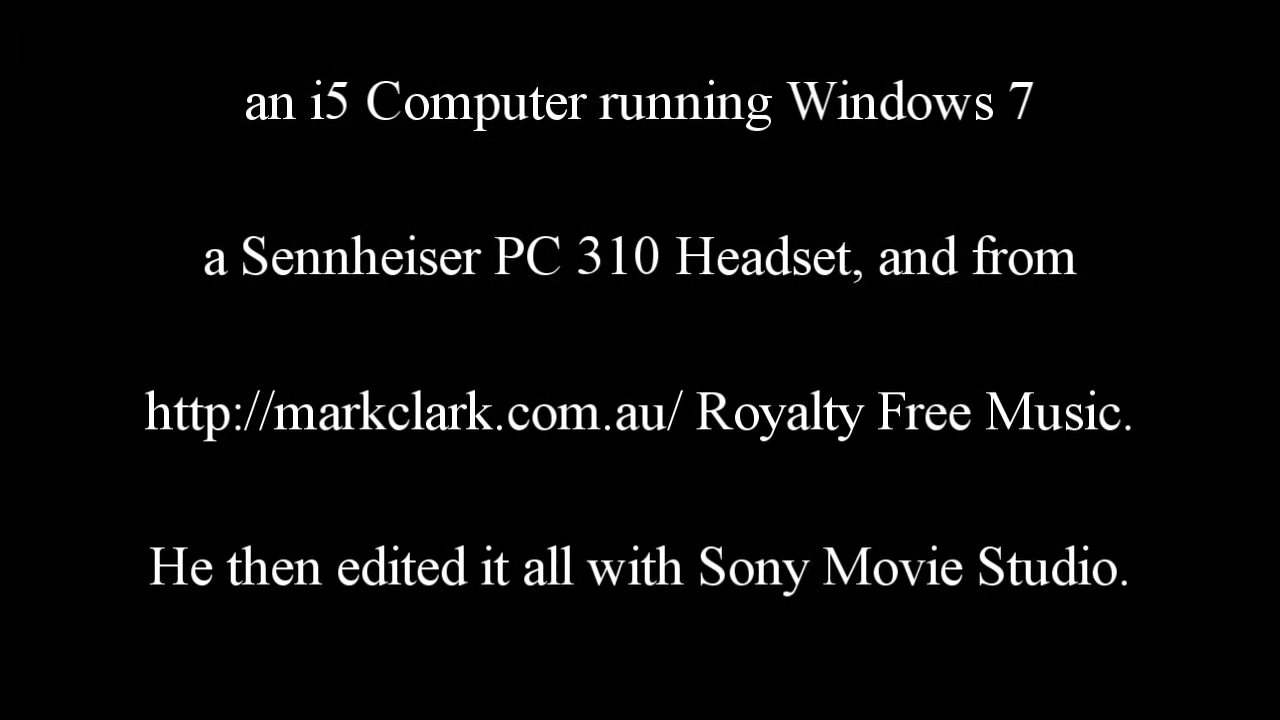 an i5 Computer running Windows 7
a Sennheiser PC 310 Headset, and from
http://markclark.com.au/ Royalty Free Music.
He then edited it all with Sony Movie Studio.